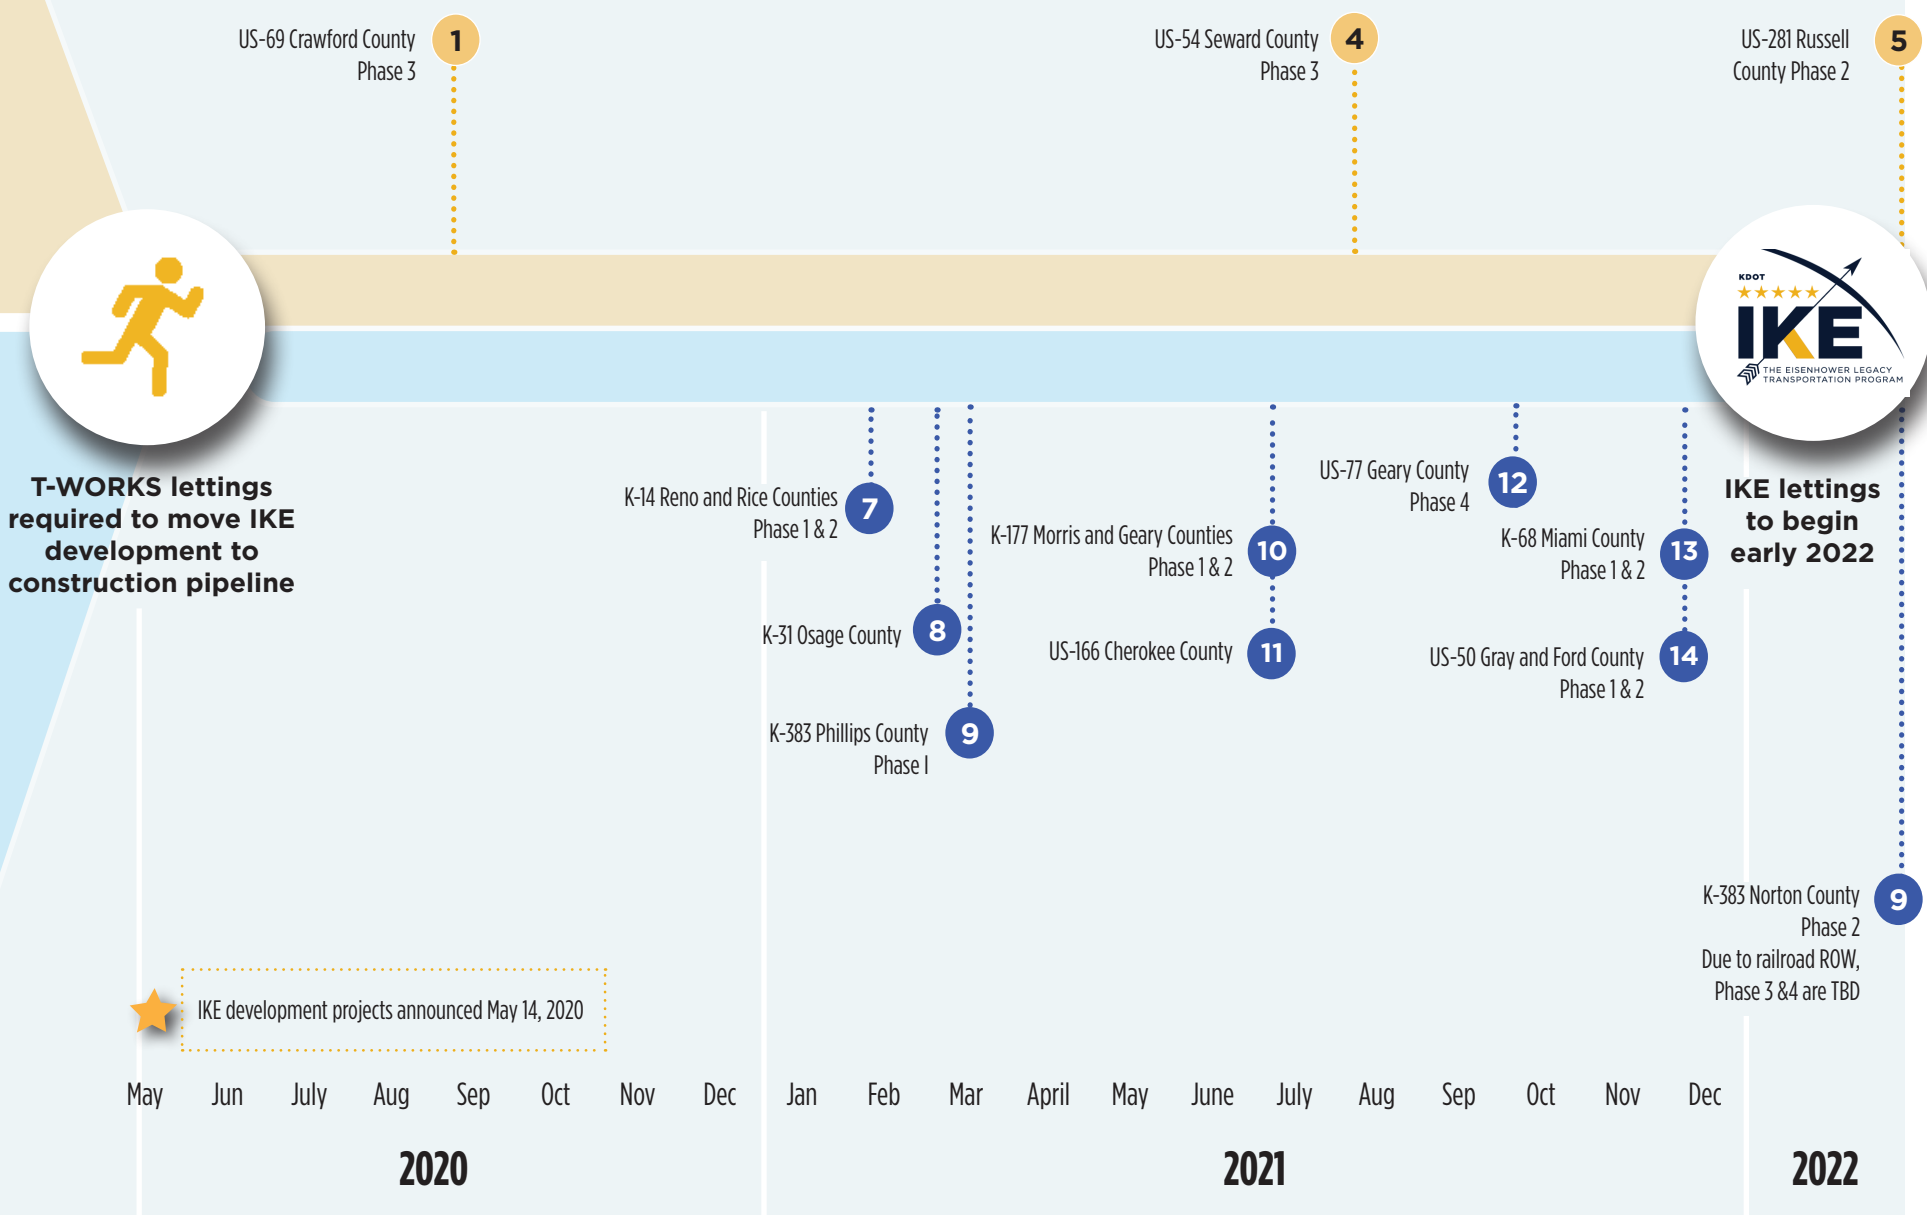 US-69 Crawford County
Phase 3
1
US-54 Seward County
Phase 3
4
US-281 Russell
County Phase 2
5
KDOT
IKE
THE EISENHOWER LEGACY
TRANSPORTATION PROGRAM
T-WORKS lettings
required to move IKE
development to
construction pipeline
IKE lettings
to begin
early 2022
K-14 Reno and Rice Counties
Phase 1 & 2
7
K-31 Osage County
8
K-383 Phillips County
Phase I
9
K-177 Morris and Geary Counties
Phase 1 & 2
10
US-166 Cherokee County
11
US-77 Geary County
Phase 4
12
K-68 Miami County
Phase 1 & 2
13
US-50 Gray and Ford County
Phase 1 & 2
14
K-383 Norton County
Phase 2
Due to railroad ROW,
Phase 3 &4 are TBD
9
IKE development projects announced May 14, 2020
May Jun July Aug Sep Oct Nov Dec Jan Feb Mar April May June July Aug Sep Oct Nov Dec
2020 2021 2022